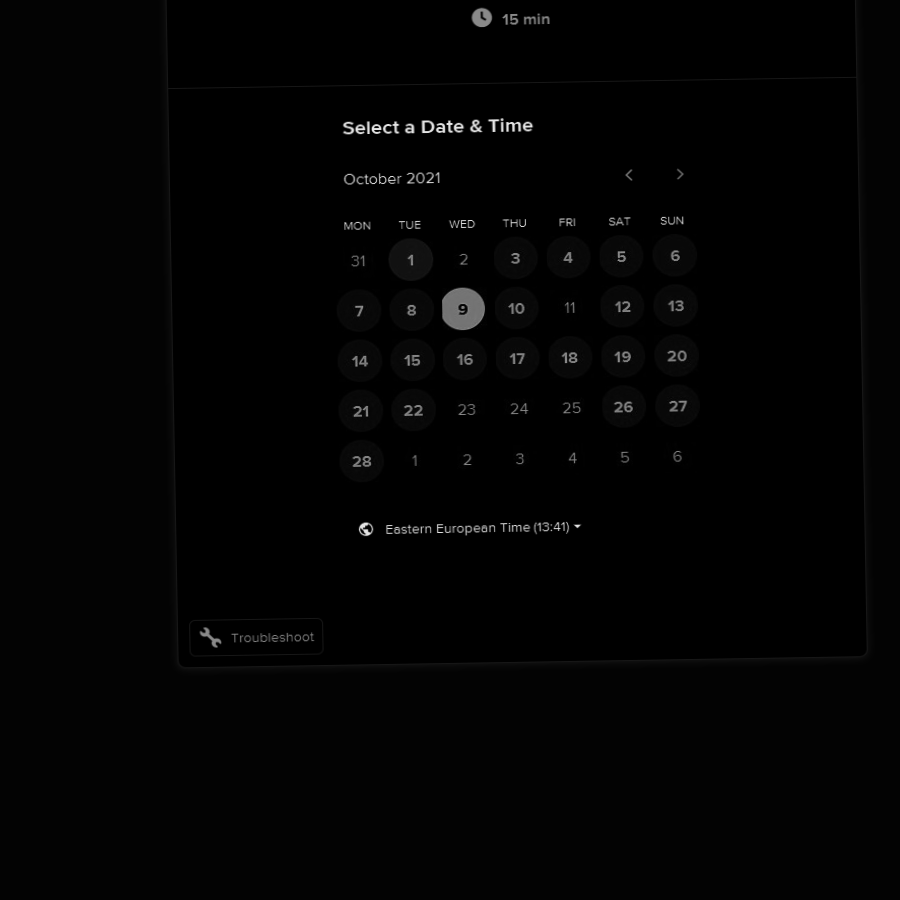 15 min
Select a Date & Time
October 2021
MON TUE WED THU FRI SAT SUN
31 1 2 3 4 5 6
7 8 9 10 11 12 13
14 15 16 17 18 19 20
21 22 23 24 25 26 27
28 1 2 3 4 5 6
Eastern European Time (13:41)
Troubleshoot